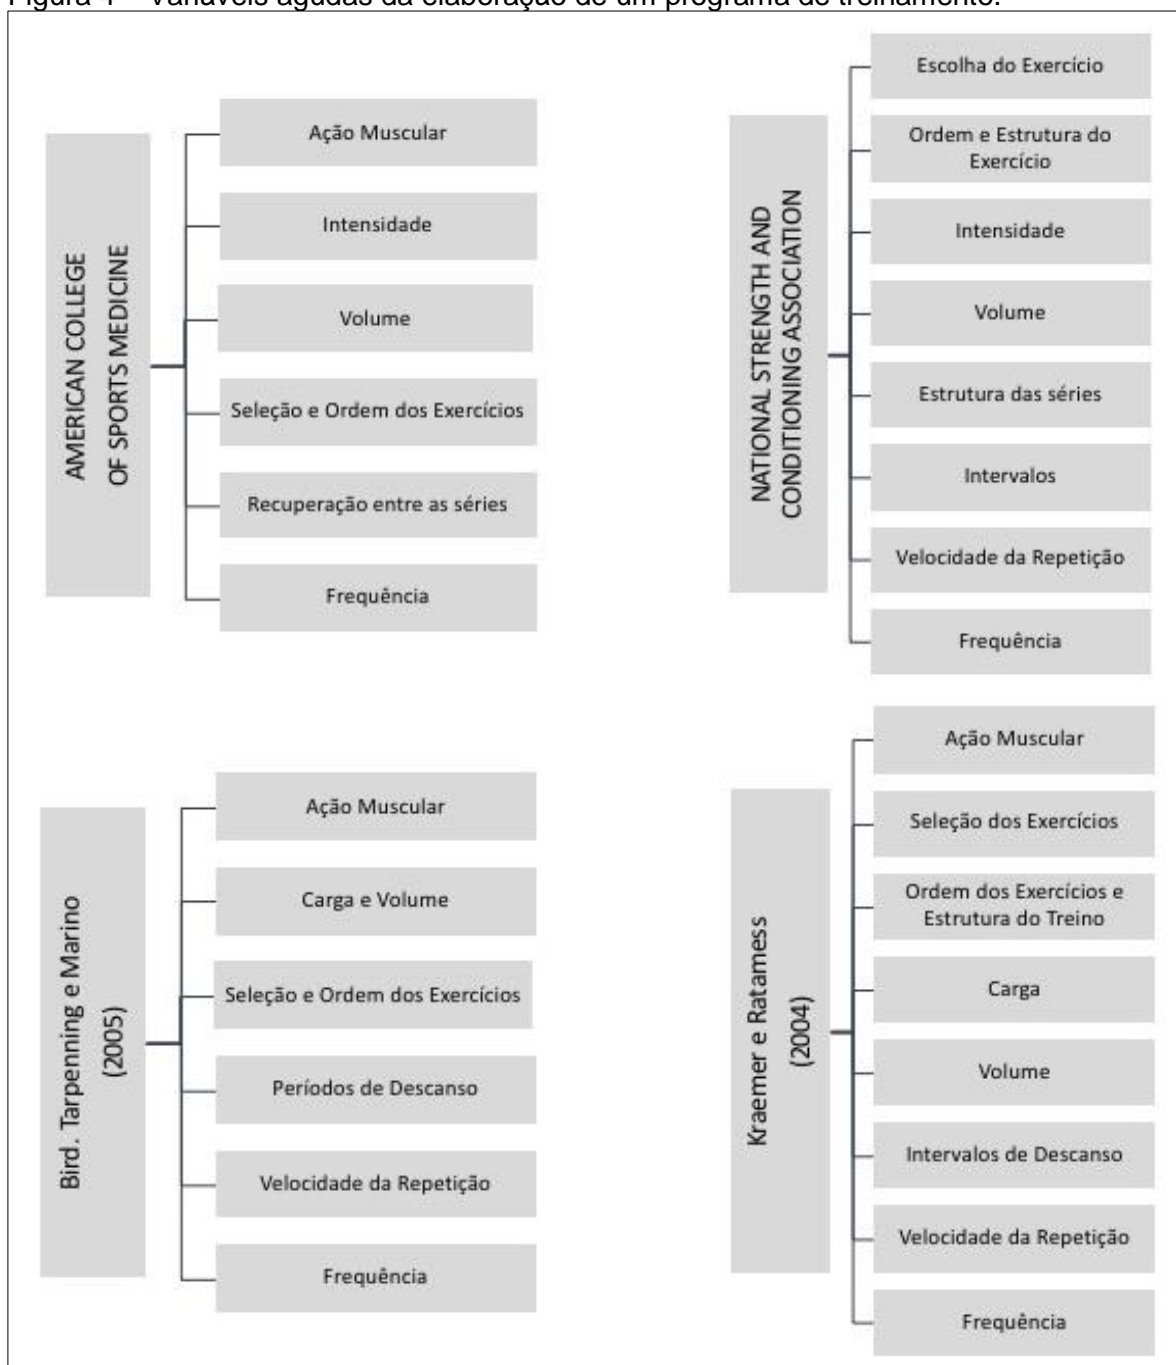 Figura 4 – Variáveis agudas da elaboração de um programa de treinamento.
AMERICAN COLLEGE
OF SPORTS MEDICINE
Ação Muscular
Intensidade
Volume
Seleção e Ordem dos Exercícios
Recuperação entre as séries
Frequência
NATIONAL STRENGTH AND
CONDITIONING ASSOCIATION
Escolha do Exercício
Ordem e Estrutura do
Exercício
Intensidade
Volume
Estrutura das séries
Intervalos
Velocidade da Repetição
Frequência
Bird. Tarpenning e Marino
(2005)
Ação Muscular
Carga e Volume
Seleção e Ordem dos Exercícios
Períodos de Descanso
Velocidade da Repetição
Frequência
Kraemer e Ratamess
(2004)
Ação Muscular
Seleção dos Exercícios
Ordem dos Exercícios e
Estrutura do Treino
Carga
Volume
Intervalos de Descanso
Velocidade da Repetição
Frequência